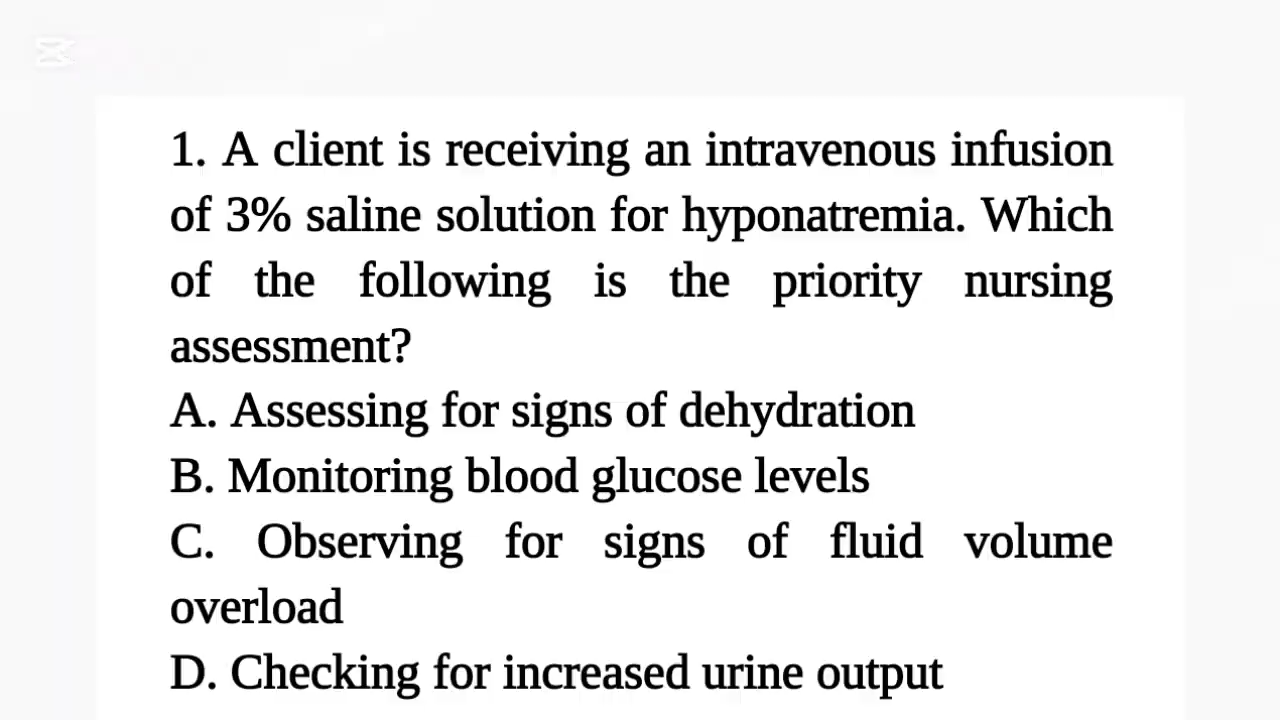 1. A client is receiving an intravenous infusion
of 3% saline solution for hyponatremia. Which
of the following is the priority nursing
assessment?
A. Assessing for signs of dehydration
B. Monitoring blood glucose levels
C. Observing for signs of fluid volume
overload
D. Checking for increased urine output